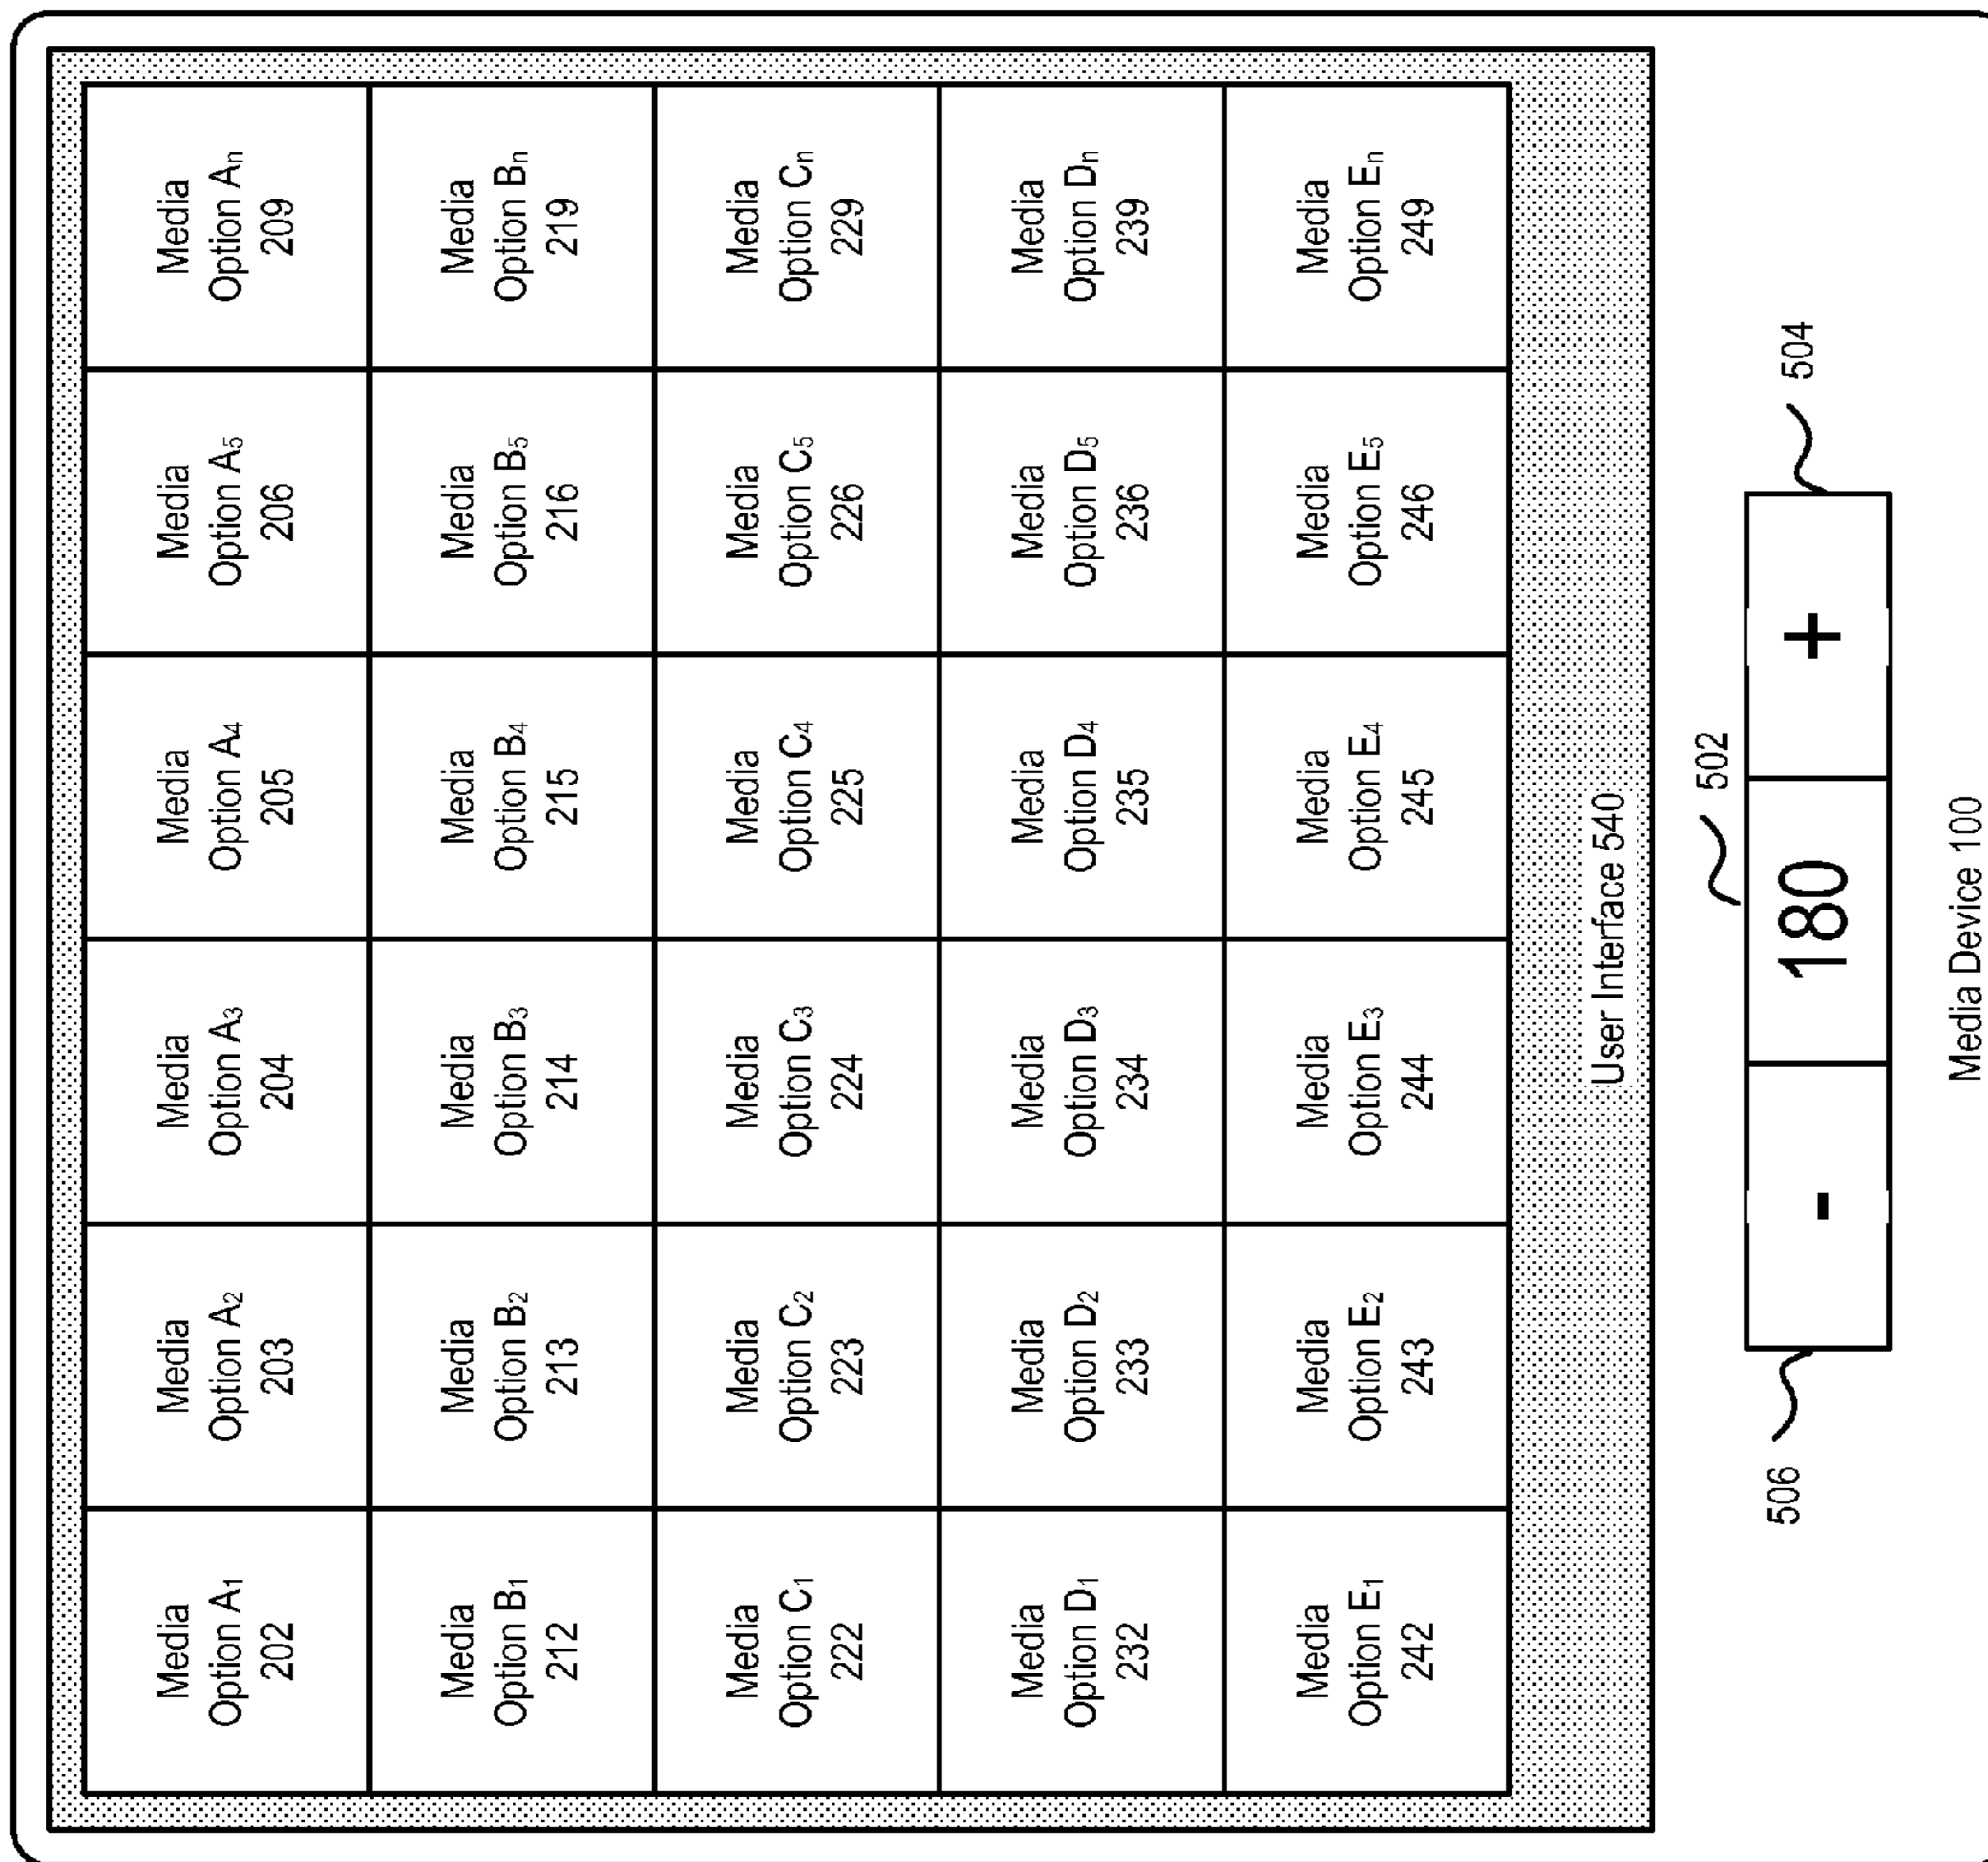 Media
Option A₁
202
Media
Option A₂
203
Media
Option A₃
204
Media
Option A₄
205
Media
Option A₅
206
Media
Option Aₙ
209
Media
Option B₁
212
Media
Option B₂
213
Media
Option B₃
214
Media
Option B₄
215
Media
Option B₅
216
Media
Option Bₙ
219
Media
Option C₁
222
Media
Option C₂
223
Media
Option C₃
224
Media
Option C₄
225
Media
Option C₅
226
Media
Option Cₙ
229
Media
Option D₁
232
Media
Option D₂
233
Media
Option D₃
234
Media
Option D₄
235
Media
Option D₅
236
Media
Option Dₙ
239
Media
Option E₁
242
Media
Option E₂
243
Media
Option E₃
244
Media
Option E₄
245
Media
Option E₅
246
Media
Option Eₙ
249
User Interface 540
502
506
- 180 +
504
Media Device 100